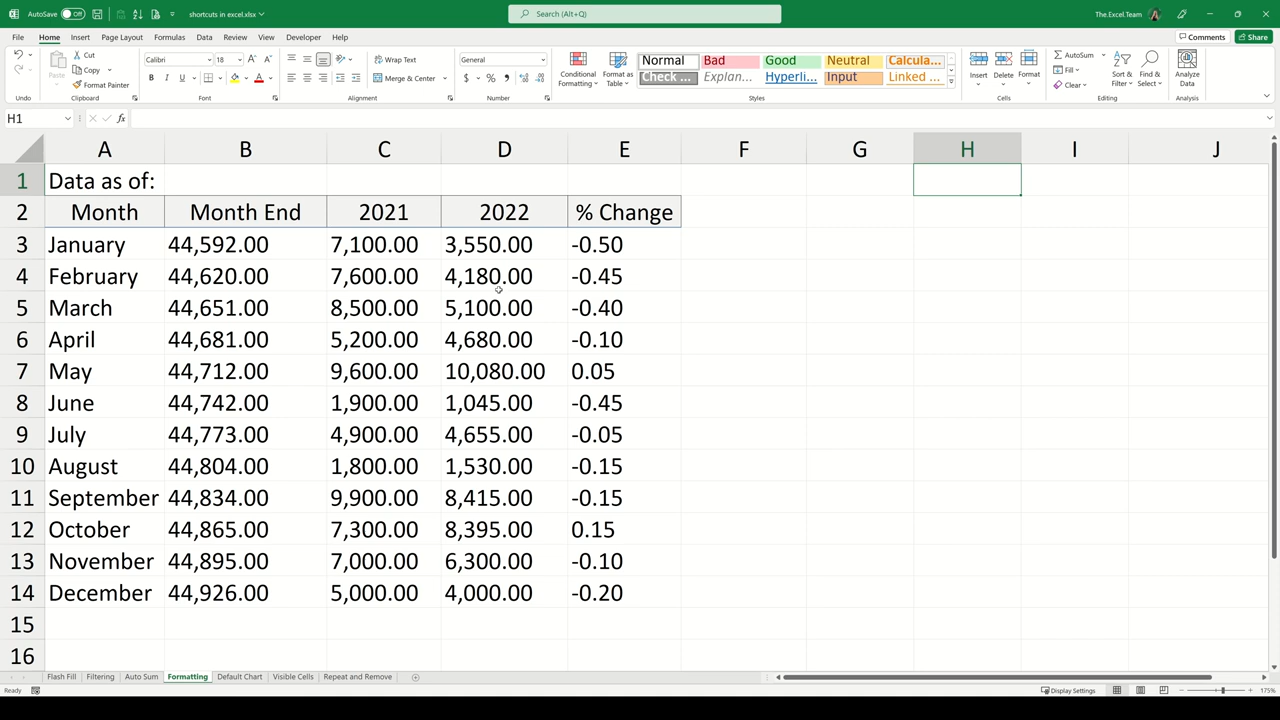 AutoSave Off shortcuts in excel.xlsx Search (Alt+Q) The.Excel.Team
File Home Insert Page Layout Formulas Data Review View Developer Help Comments Share
Cut Calibri 18 Wrap Text General Normal Bad Good Neutral Calcula... AutoSum
Paste Copy Conditional Formatting Format as Table Insert Delete Format Fill Sort & Filter Find & Select Analyze Data
Format Painter B I U A Merge & Center $ % Check ... Explan... Hyperli... Input Linked ... Clear
Undo Clipboard Font Alignment Number Styles Cells Editing Analysis
H1 fx
A B C D E F G H I J
1 Data as of:
2 Month Month End 2021 2022 % Change
3 January 44,592.00 7,100.00 3,550.00 -0.50
4 February 44,620.00 7,600.00 4,180.00 -0.45
5 March 44,651.00 8,500.00 5,100.00 -0.40
6 April 44,681.00 5,200.00 4,680.00 -0.10
7 May 44,712.00 9,600.00 10,080.00 0.05
8 June 44,742.00 1,900.00 1,045.00 -0.45
9 July 44,773.00 4,900.00 4,655.00 -0.05
10 August 44,804.00 1,800.00 1,530.00 -0.15
11 September 44,834.00 9,900.00 8,415.00 -0.15
12 October 44,865.00 7,300.00 8,395.00 0.15
13 November 44,895.00 7,000.00 6,300.00 -0.10
14 December 44,926.00 5,000.00 4,000.00 -0.20
15
16
Flash Fill Filtering Auto Sum Formatting Default Chart Visible Cells Repeat and Remove
Ready Display Settings 175%